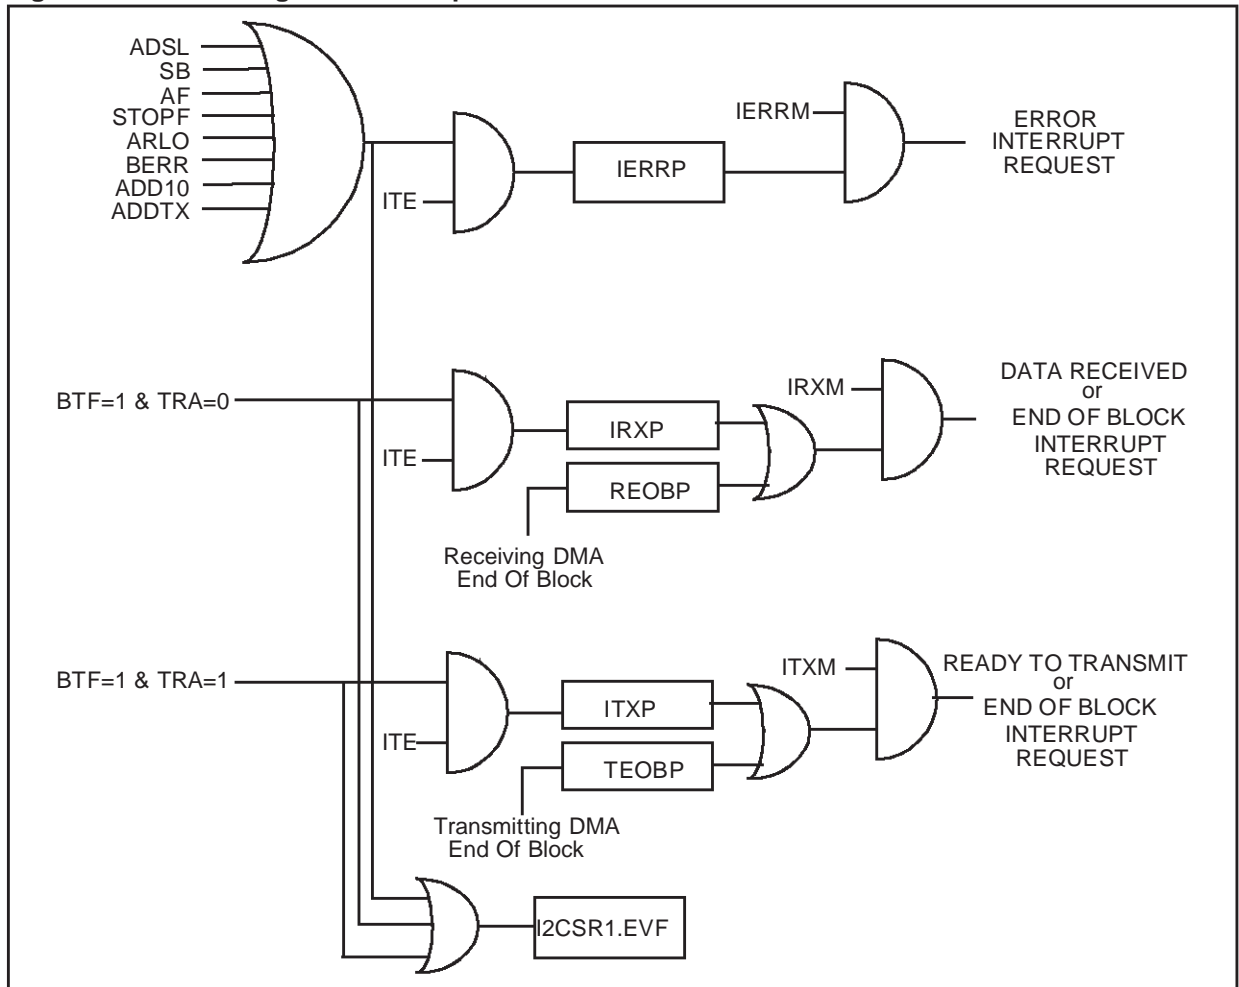 ADSL
SB
AF
STOPF
ARLO
BERR
ADD10
ADDTX
ITE
IERRP
IERRM
ERROR
INTERRUPT
REQUEST
BTF=1 & TRA=0
ITE
IRXP
REOBP
Receiving DMA
End Of Block
IRXM
DATA RECEIVED
or
END OF BLOCK
INTERRUPT
REQUEST
BTF=1 & TRA=1
ITE
ITXP
TEOBP
Transmitting DMA
End Of Block
ITXM
READY TO TRANSMIT
or
END OF BLOCK
INTERRUPT
REQUEST
I2CSR1.EVF